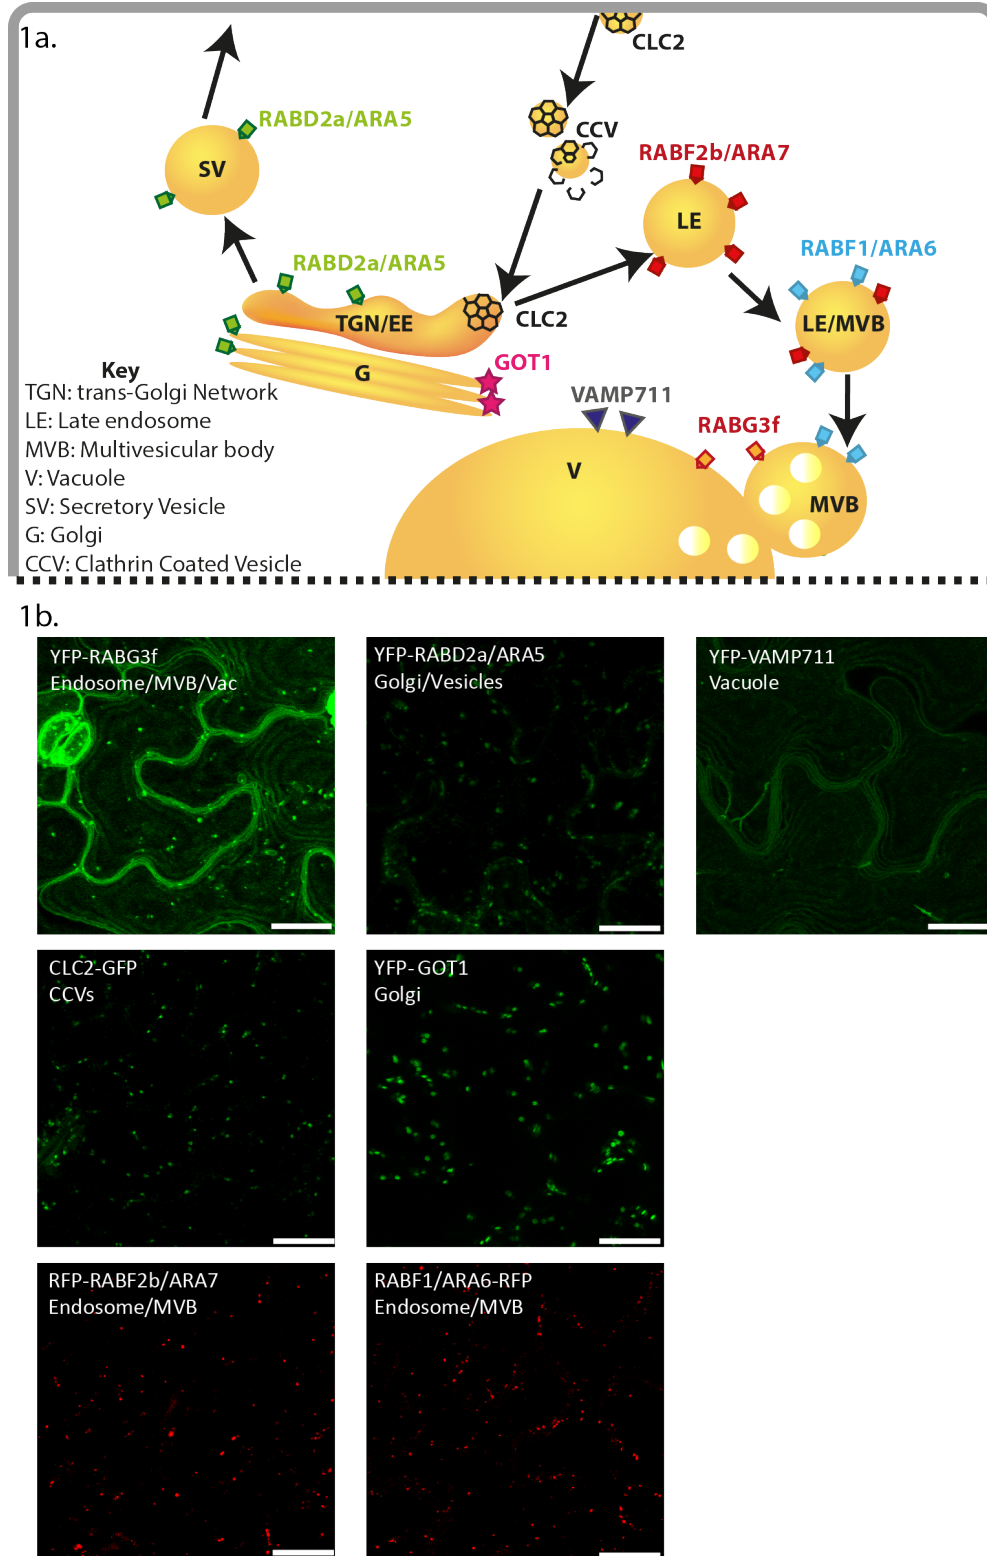 1a.
CLC2
RABD2a/ARA5
CCV
RABF2b/ARA7
SV
LE
RABF1/ARA6
RABD2a/ARA5
TGN/EE
CLC2
LE/MVB
GOT1
G
VAMP711
RABG3f
V
MVB
Key
TGN: trans-Golgi Network
LE: Late endosome
MVB: Multivesicular body
V: Vacuole
SV: Secretory Vesicle
G: Golgi
CCV: Clathrin Coated Vesicle
1b.
YFP-RABG3f
Endosome/MVB/Vac
YFP-RABD2a/ARA5
Golgi/Vesicles
YFP-VAMP711
Vacuole
CLC2-GFP
CCVs
YFP-GOT1
Golgi
RFP-RABF2b/ARA7
Endosome/MVB
RABF1/ARA6-RFP
Endosome/MVB